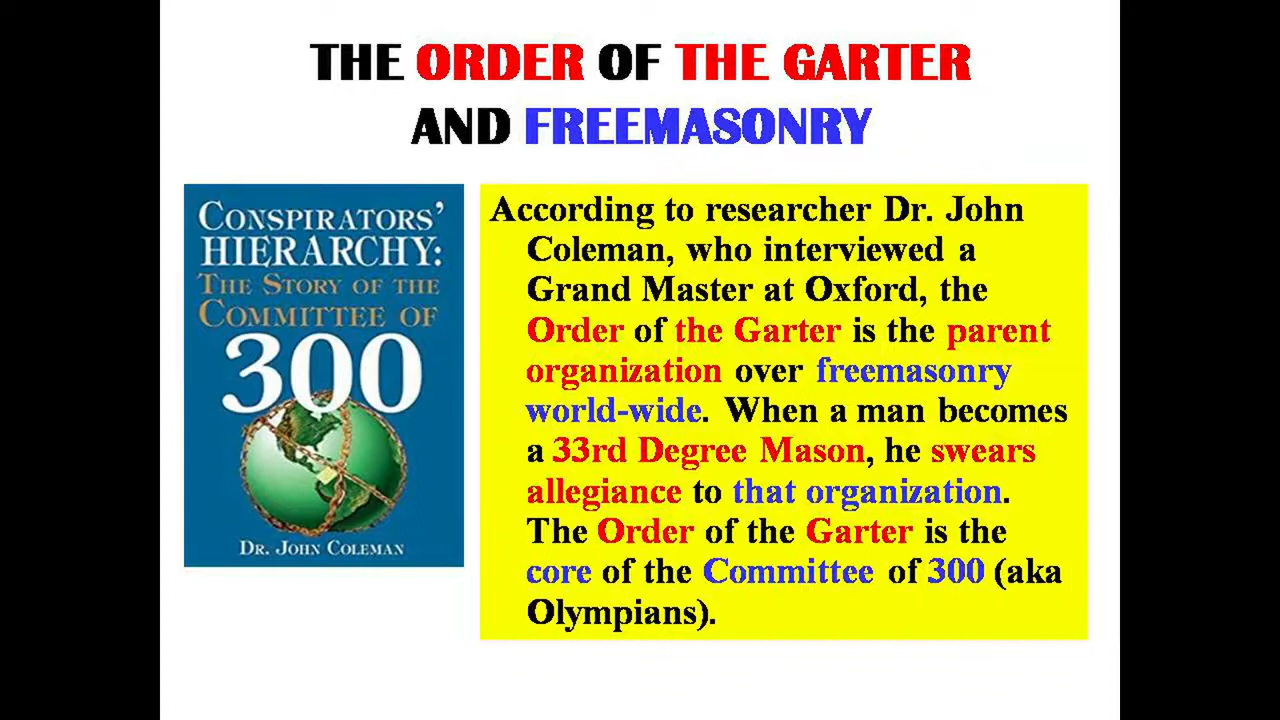 THE ORDER OF THE GARTER
AND FREEMASONRY
CONSPIRATORS'
HIERARCHY:
THE STORY OF THE
COMMITTEE OF
300
DR. JOHN COLEMAN
According to researcher Dr. John
Coleman, who interviewed a
Grand Master at Oxford, the
Order of the Garter is the parent
organization over freemasonry
world-wide. When a man becomes
a 33rd Degree Mason, he swears
allegiance to that organization.
The Order of the Garter is the
core of the Committee of 300 (aka
Olympians).